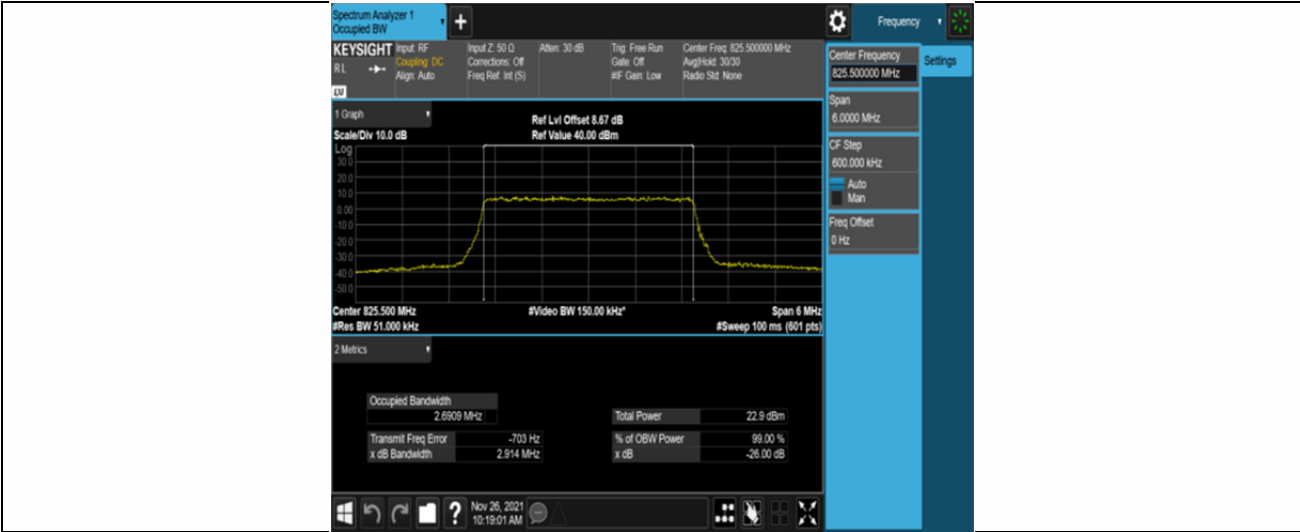 Spectrum Analyzer 1
Occupied BW
+
Frequency
KEYSIGHT
RL
LXI
Input: RF
Coupling: DC
Align: Auto
Input Z: 50 Ω
Corrections: Off
Freq Ref: Int (S)
Atten: 30 dB
Trig: Free Run
Gate: Off
#IF Gain: Low
Center Freq: 825.500000 MHz
Avg|Hold: 30/30
Radio Std: None
Center Frequency
825.500000 MHz
Settings
Span
6.0000 MHz
CF Step
600.000 kHz
Auto
Man
Freq Offset
0 Hz
1 Graph
Ref Lvl Offset 8.67 dB
Scale/Div 10.0 dB
Ref Value 40.00 dBm
Log
30.0
20.0
10.0
0.00
-10.0
-20.0
-30.0
-40.0
-50.0
Center 825.500 MHz
#Video BW 150.00 kHz*
Span 6 MHz
#Res BW 51.000 kHz
#Sweep 100 ms (601 pts)
2 Metrics
Occupied Bandwidth
2.6909 MHz
Total Power 22.9 dBm
Transmit Freq Error -703 Hz
% of OBW Power 99.00 %
x dB Bandwidth 2.914 MHz
x dB -26.00 dB
?
Nov 26, 2021
10:19:01 AM